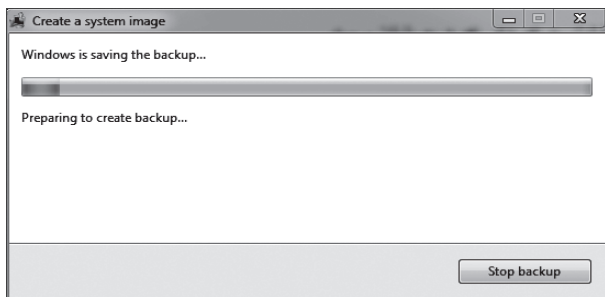 Create a system image
Windows is saving the backup...
Preparing to create backup...
Stop backup